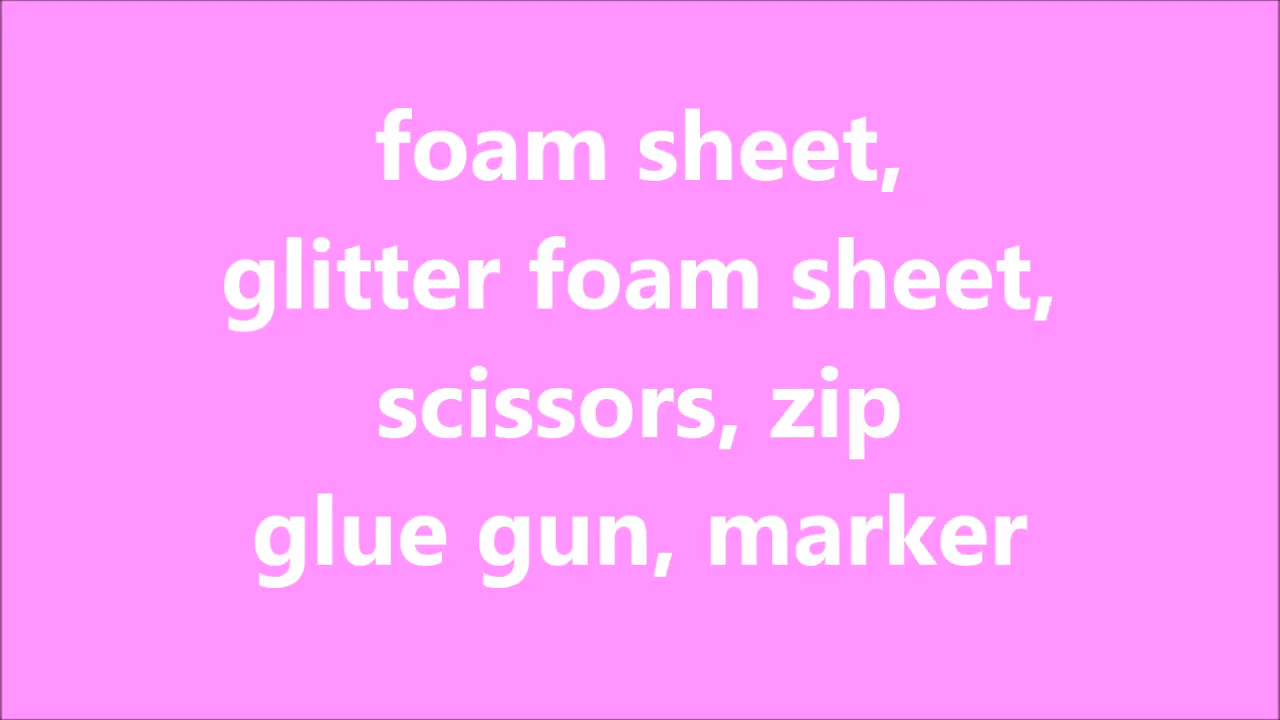 foam sheet,
glitter foam sheet,
scissors, zip
glue gun, marker